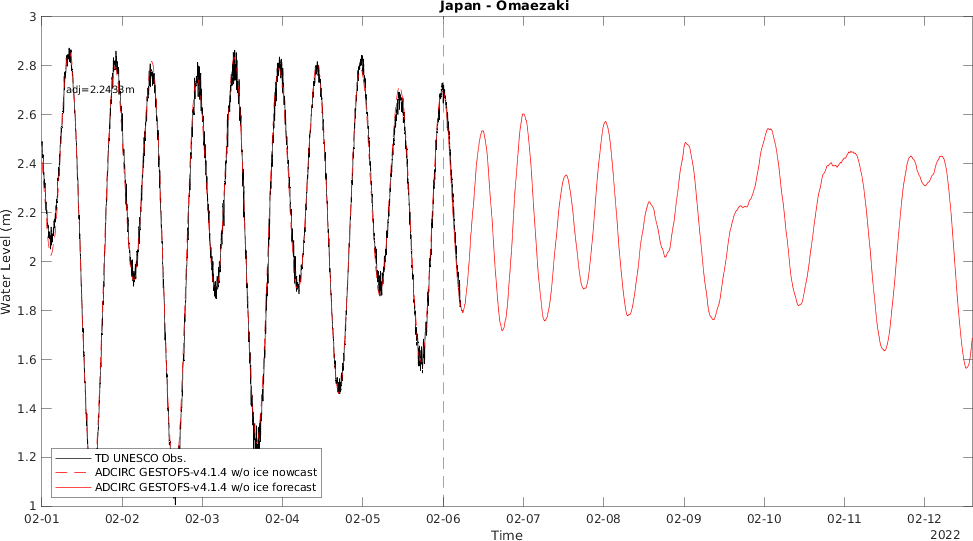 Japan - Omaezaki
3
2.8
2.6
2.4
2.2
2
1.8
1.6
1.4
1.2
1
Water Level (m)
adj=2.2433m
TD UNESCO Obs.
ADCIRC GESTOFS-v4.1.4 w/o ice nowcast
ADCIRC GESTOFS-v4.1.4 w/o ice forecast
02-01 02-02 02-03 02-04 02-05 02-06 02-07 02-08 02-09 02-10 02-11 02-12
Time
2022